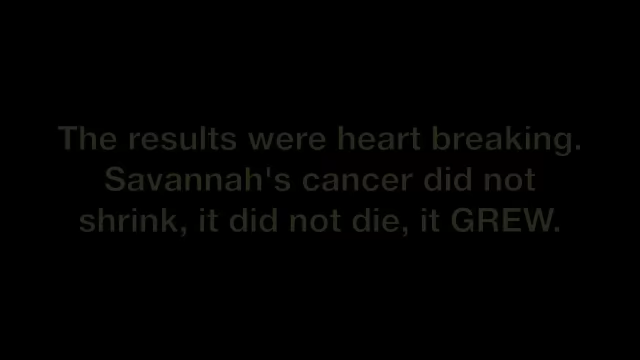 The results were heart breaking.
Savannah's cancer did not
shrink, it did not die, it GREW.